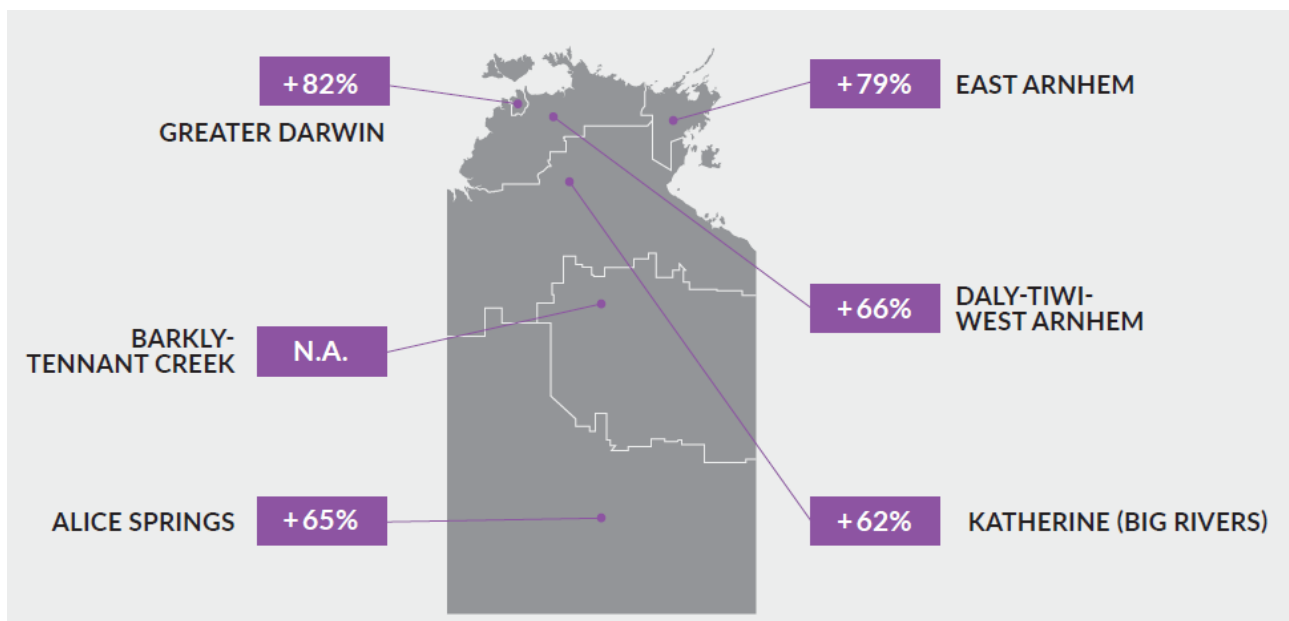 +82%
GREATER DARWIN
+79%
EAST ARNHEM
+66%
DALY-TIWI-
WEST ARNHEM
BARKLY-
TENNANT CREEK
N.A.
ALICE SPRINGS
+65%
+62%
KATHERINE (BIG RIVERS)